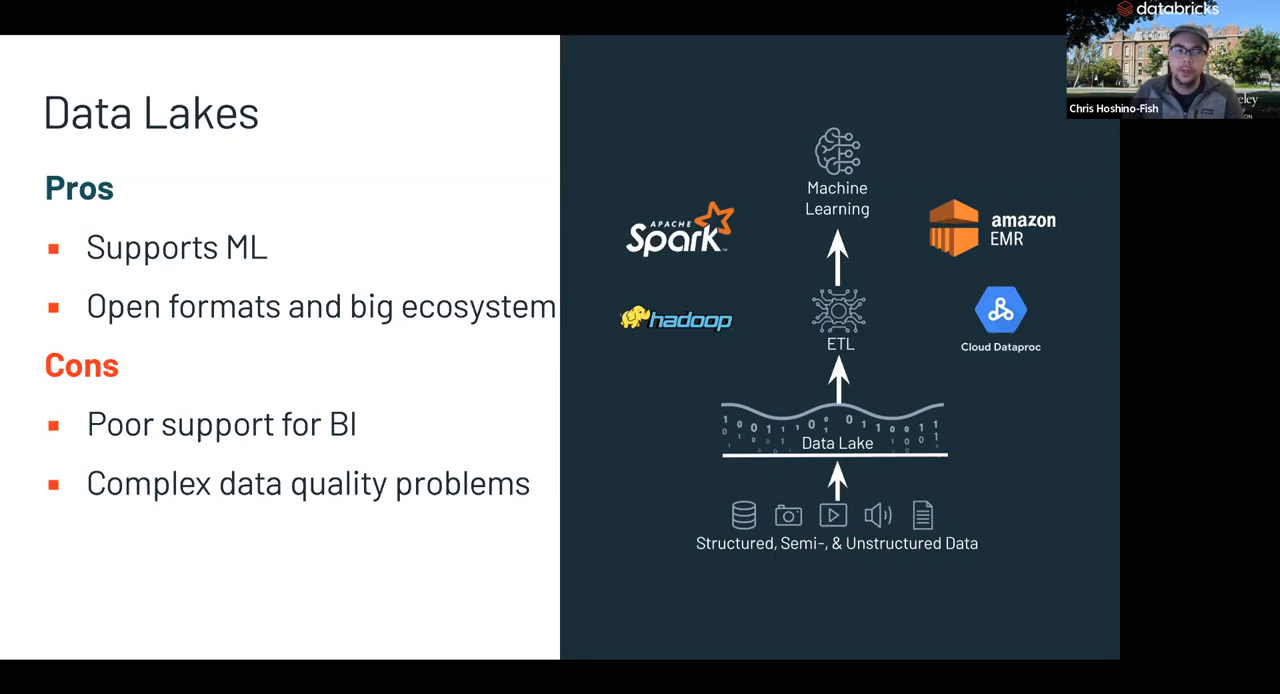 Data Lakes
Pros
Supports ML
Open formats and big ecosystem
Cons
Poor support for BI
Complex data quality problems
Machine
Learning
APACHE
Spark™
amazon
EMR
hadoop
ETL
Cloud Dataproc
Data Lake
Structured, Semi-, & Unstructured Data
databricks
Chris Hoshino-Fish